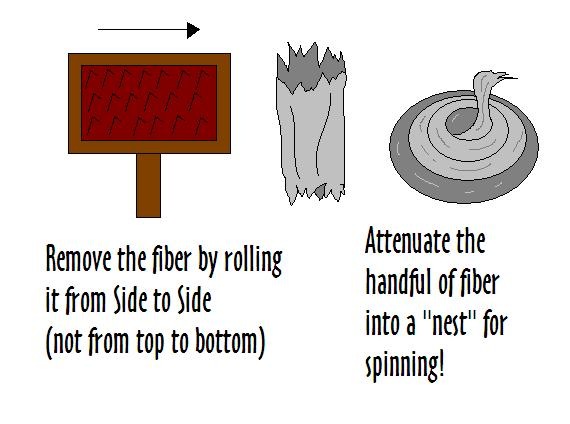 Remove the fiber by rolling
it from Side to Side
(not from top to bottom)
Attenuate the
handful of fiber
into a "nest" for
spinning!